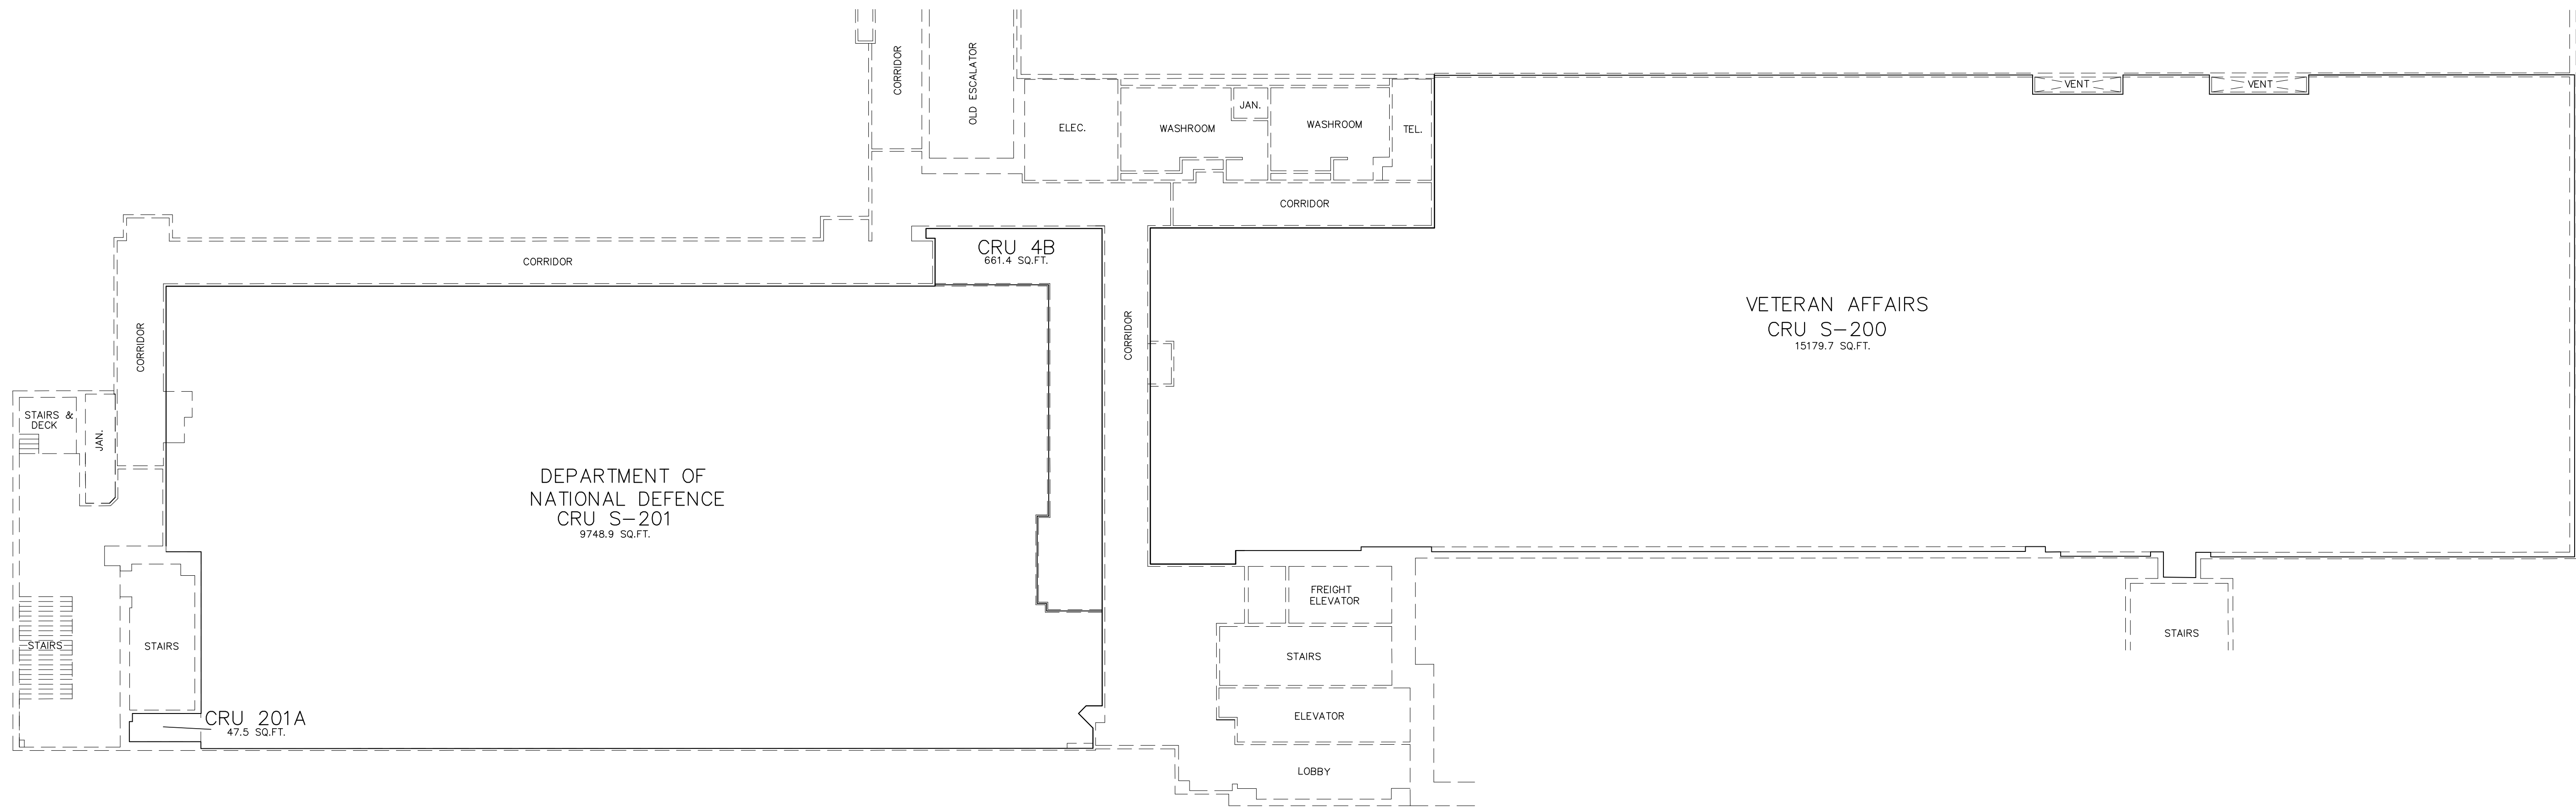 CORRIDOR
OLD ESCALATOR
ELEC.
WASHROOM
JAN.
WASHROOM
TEL.
CORRIDOR
VENT
VENT
CORRIDOR
CORRIDOR
STAIRS &
DECK
JAN.
STAIRS
STAIRS
CRU 4B
661.4 SQ.FT.
CORRIDOR
DEPARTMENT OF
NATIONAL DEFENCE
CRU S-201
9748.9 SQ.FT.
CRU 201A
47.5 SQ.FT.
VETERAN AFFAIRS
CRU S-200
15179.7 SQ.FT.
FREIGHT
ELEVATOR
STAIRS
ELEVATOR
LOBBY
STAIRS